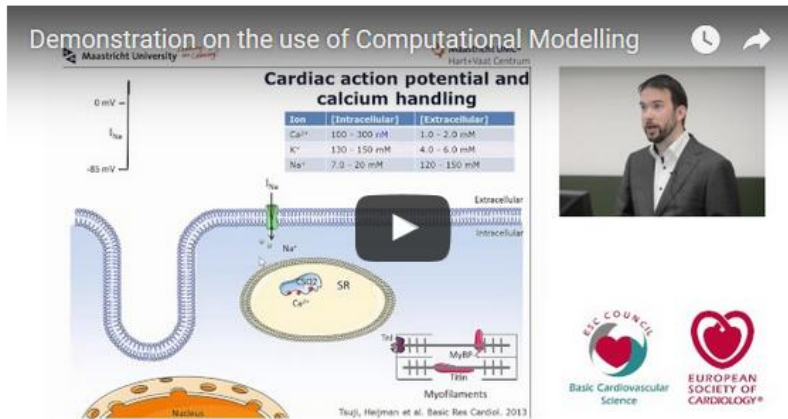 Demonstration on the use of Computational Modelling
Maastricht University
Hart+Vaat Centrum
Cardiac action potential and
calcium handling
Ion [Intracellular] [Extracellular]
Ca²⁺ 100 - 300 nM 1.0 - 2.0 mM
K⁺ 130 - 150 mM 4.0 - 6.0 mM
Na⁺ 7.0 - 20 mM 120 - 150 mM
0 mV
I_Na
-85 mV
I_Na
Extracellular
Intracellular
Na⁺
CSQ2
SR
Ca²⁺
TnI
MyBP
Titin
Myofilaments
Nucleus
Tsuji, Heijman et al. Basic Res Cardiol. 2013
ESC COUNCIL
Basic Cardiovascular
Science
EUROPEAN
SOCIETY OF
CARDIOLOGY®